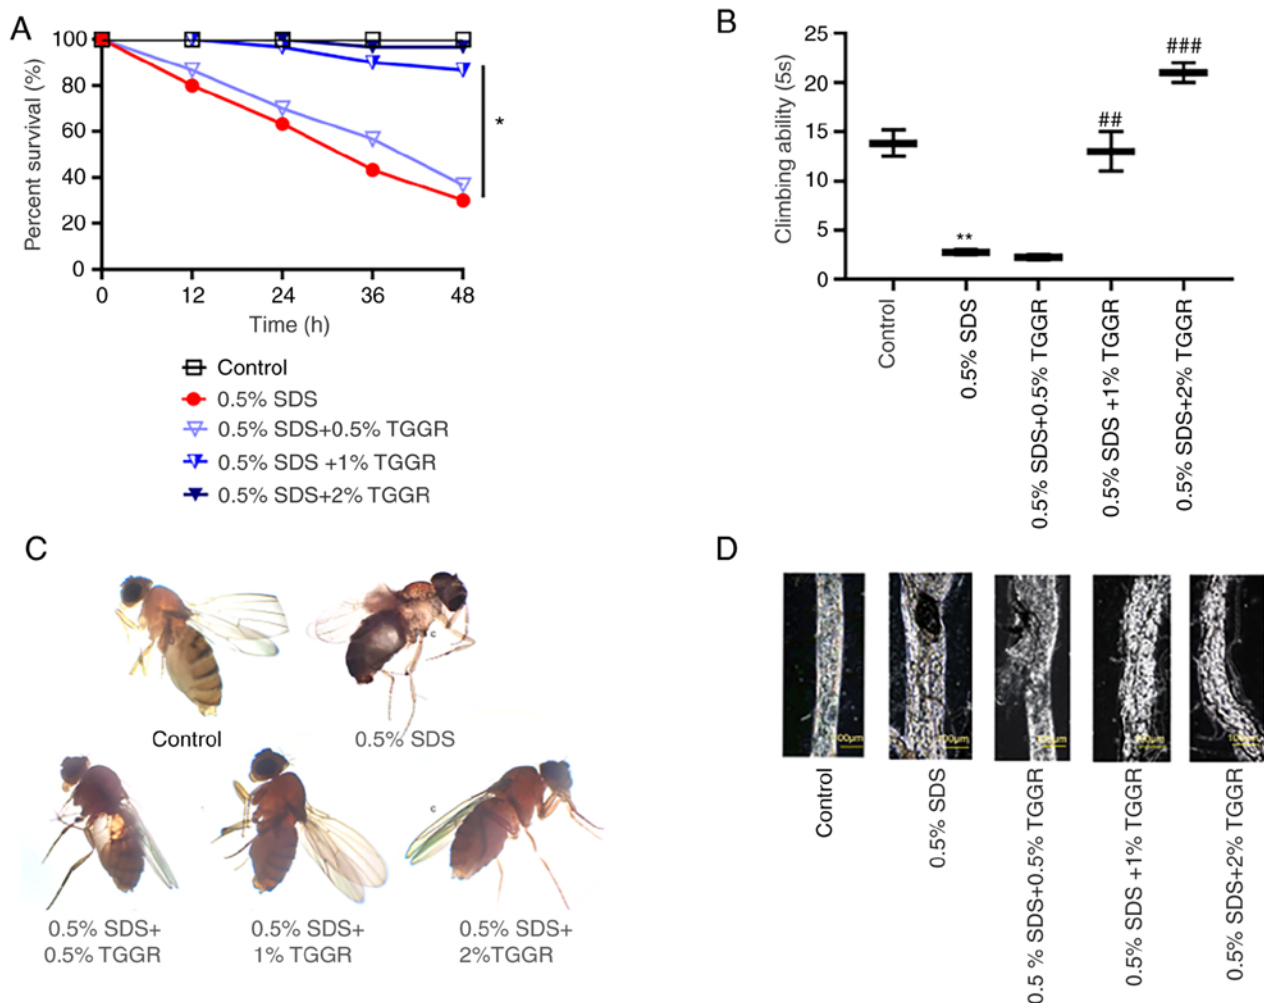 A
100
80
60
40
20
0
Percent survival (%)
0 12 24 36 48
Time (h)
*
Control
0.5% SDS
0.5% SDS+0.5% TGGR
0.5% SDS +1% TGGR
0.5% SDS+2% TGGR
B
25
20
15
10
5
0
Climbing ability (5s)
**
##
###
Control
0.5% SDS
0.5% SDS+0.5% TGGR
0.5% SDS +1% TGGR
0.5% SDS+2% TGGR
C
c
Control
0.5% SDS
c
0.5% SDS+
0.5% TGGR
0.5% SDS+
1% TGGR
0.5% SDS+
2%TGGR
D
100μm
Control
0.5% SDS
0.5 % SDS+0.5% TGGR
0.5% SDS +1% TGGR
0.5% SDS+2% TGGR